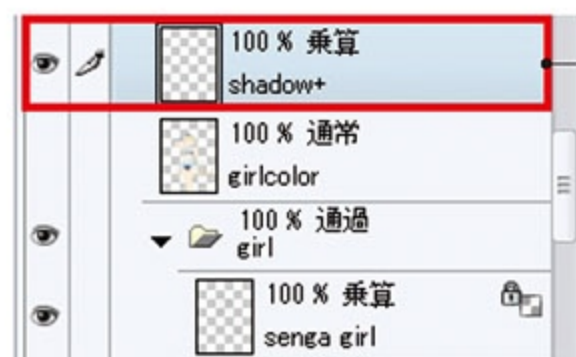 100 % 乗算
shadow+
100 % 通常
girlcolor
100 % 通過
girl
100 % 乗算
senga girl